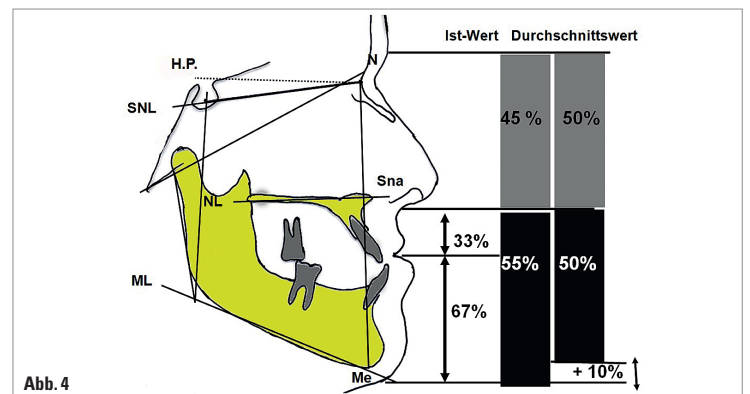 Ist-Wert Durchschnittswert
N
H.P.
SNL
45 % 50%
Sna
NL
33%
55% 50%
ML
67%
+ 10%
Me
Abb. 4